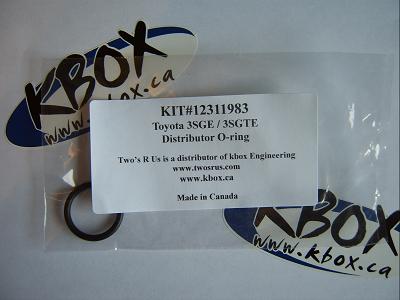 KBOX
www.kbox.ca
KIT#12311983
Toyota 3SGE / 3SGTE
Distributor O-ring
Two's R Us is a distributor of kbox Engineering
www.twosrus.com
www.kbox.ca
Made in Canada
KBOX
www.kbox.ca